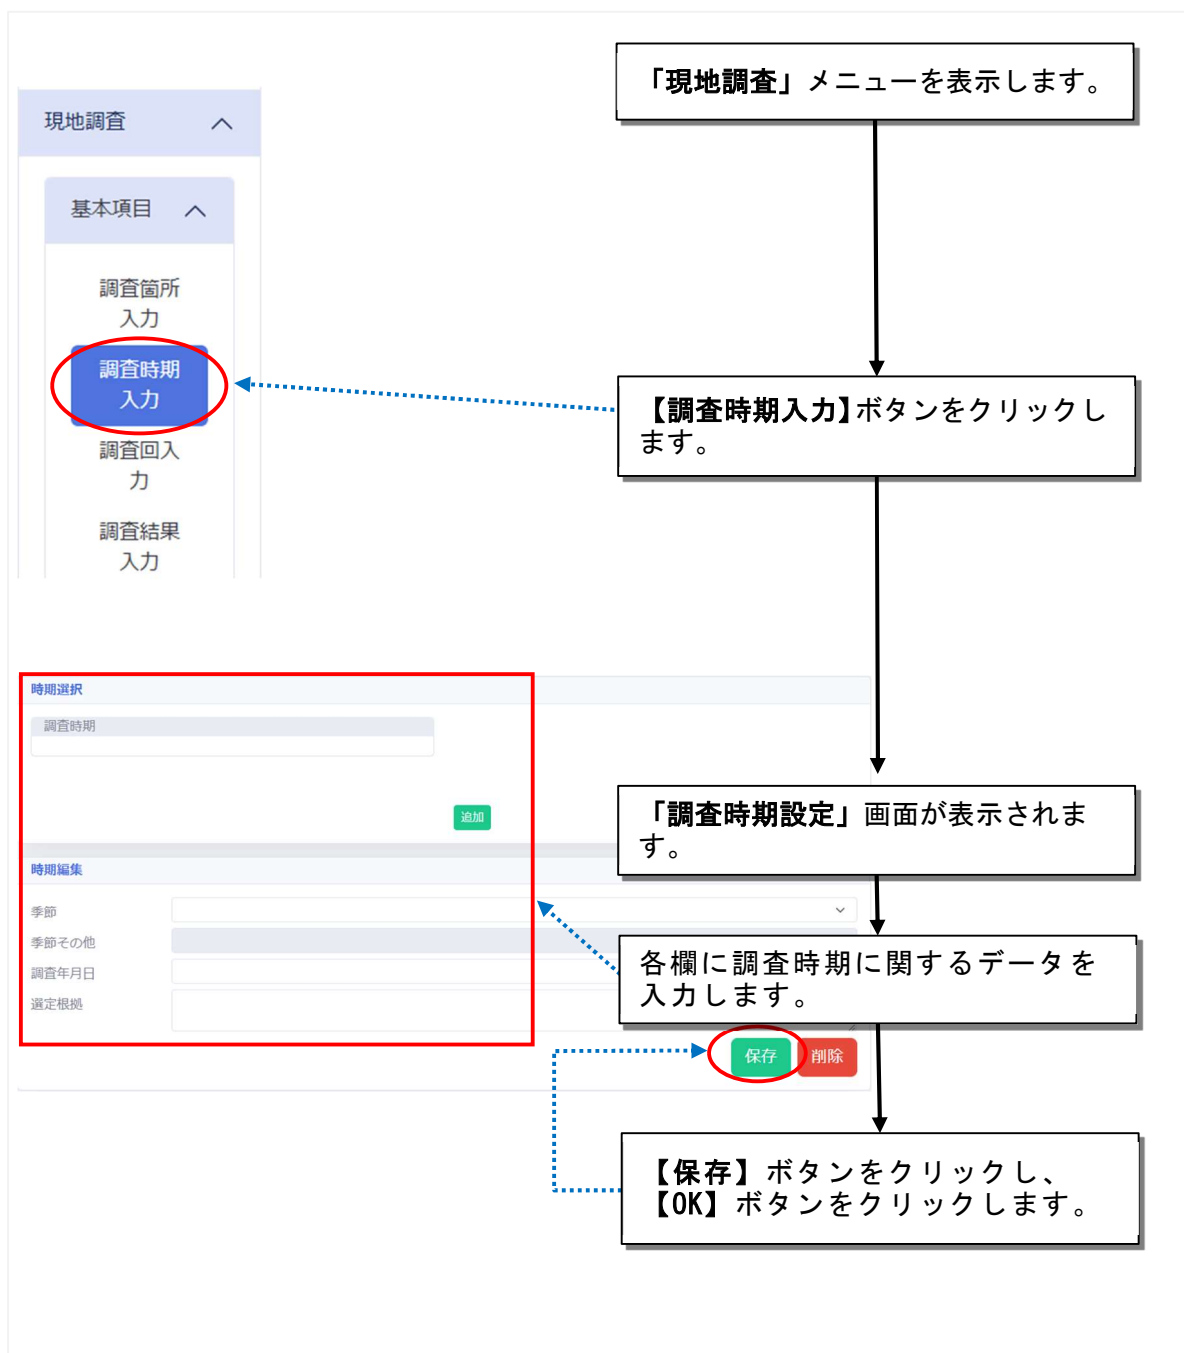 「現地調査」メニューを表示します。
現地調査
基本項目
調査箇所
入力
調査時期
入力
調査回入
力
調査結果
入力
【調査時期入力】ボタンをクリックし
ます。
時期選択
調査時期
追加
「調査時期設定」画面が表示されま
す。
時期編集
季節
季節その他
調査年月日
選定根拠
各欄に調査時期に関するデータを
入力します。
保存 削除
【保存】ボタンをクリックし、
【OK】ボタンをクリックします。